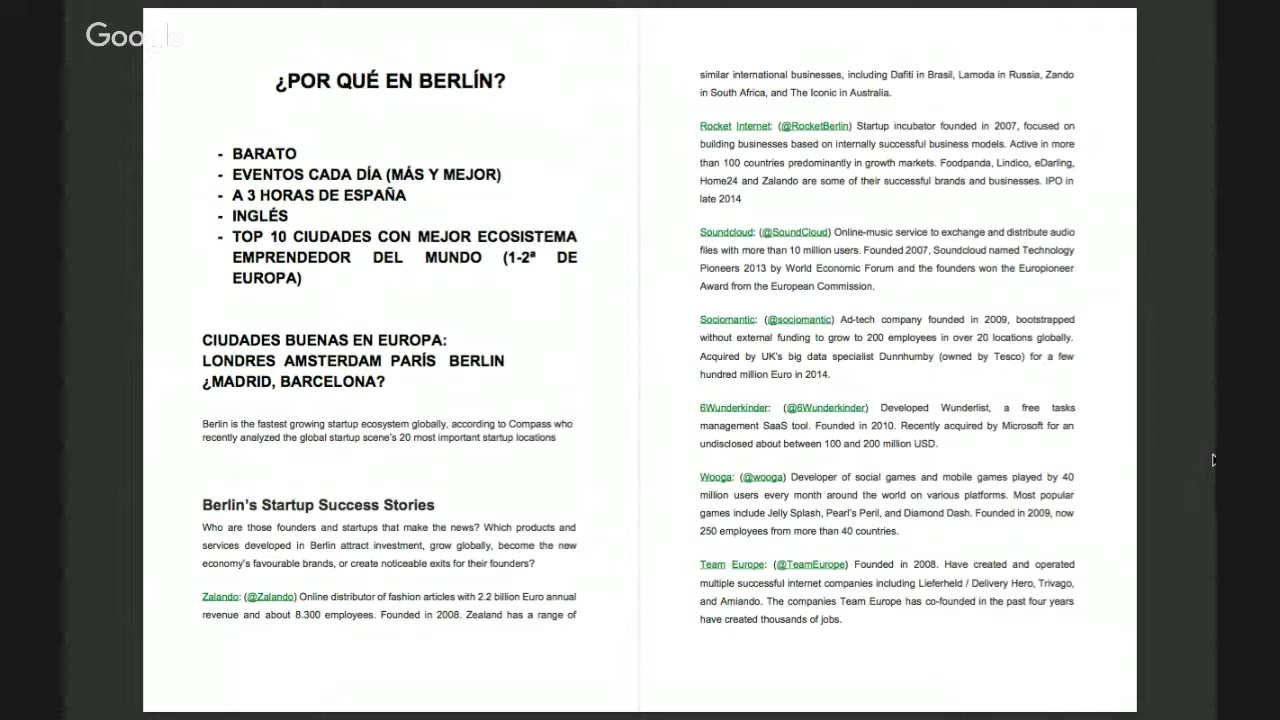 Google
¿POR QUÉ EN BERLÍN?
- BARATO
- EVENTOS CADA DÍA (MÁS Y MEJOR)
- A 3 HORAS DE ESPAÑA
- INGLÉS
- TOP 10 CIUDADES CON MEJOR ECOSISTEMA
EMPRENDEDOR DEL MUNDO (1-2ª DE
EUROPA)
CIUDADES BUENAS EN EUROPA:
LONDRES AMSTERDAM PARÍS BERLIN
¿MADRID, BARCELONA?
Berlin is the fastest growing startup ecosystem globally, according to Compass who
recently analyzed the global startup scene's 20 most important startup locations
Berlin's Startup Success Stories
Who are those founders and startups that make the news? Which products and
services developed in Berlin attract investment, grow globally, become the new
economy's favourable brands, or create noticeable exits for their founders?
Zalando: (@Zalando) Online distributor of fashion articles with 2.2 billion Euro annual
revenue and about 8.300 employees. Founded in 2008. Zealand has a range of
similar international businesses, including Dafiti in Brasil, Lamoda in Russia, Zando
in South Africa, and The Iconic in Australia.
Rocket Internet: (@RocketBerlin) Startup incubator founded in 2007, focused on
building businesses based on internally successful business models. Active in more
than 100 countries predominantly in growth markets. Foodpanda, Lindico, eDarling,
Home24 and Zalando are some of their successful brands and businesses. IPO in
late 2014
Soundcloud: (@SoundCloud) Online-music service to exchange and distribute audio
files with more than 10 million users. Founded 2007, Soundcloud named Technology
Pioneers 2013 by World Economic Forum and the founders won the Europioneer
Award from the European Commission.
Sociomantic: (@sociomantic) Ad-tech company founded in 2009, bootstrapped
without external funding to grow to 200 employees in over 20 locations globally.
Acquired by UK's big data specialist Dunnhumby (owned by Tesco) for a few
hundred million Euro in 2014.
6Wunderkinder: (@6Wunderkinder) Developed Wunderlist, a free tasks
management SaaS tool. Founded in 2010. Recently acquired by Microsoft for an
undisclosed about between 100 and 200 million USD.
Wooga: (@wooga) Developer of social games and mobile games played by 40
million users every month around the world on various platforms. Most popular
games include Jelly Splash, Pearl's Peril, and Diamond Dash. Founded in 2009, now
250 employees from more than 40 countries.
Team Europe: (@TeamEurope) Founded in 2008. Have created and operated
multiple successful internet companies including Lieferheld / Delivery Hero, Trivago,
and Amiando. The companies Team Europe has co-founded in the past four years
have created thousands of jobs.